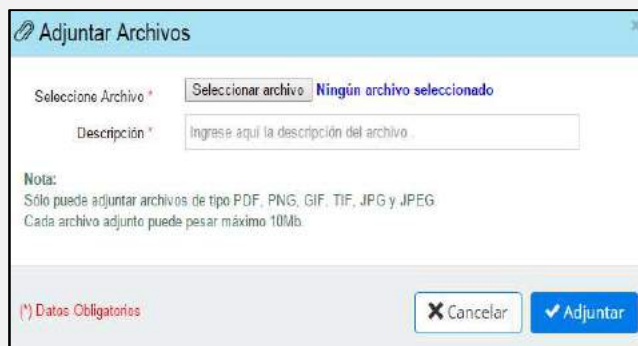 Adjuntar Archivos
Seleccione Archivo *
Seleccionar archivo Ningún archivo seleccionado
Descripción *
Ingrese aquí la descripción del archivo
Nota:
Sólo puede adjuntar archivos de tipo PDF, PNG, GIF, TIF, JPG y JPEG
Cada archivo adjunto puede pesar máximo 10Mb.
(*) Datos Obligatorios
Cancelar
Adjuntar